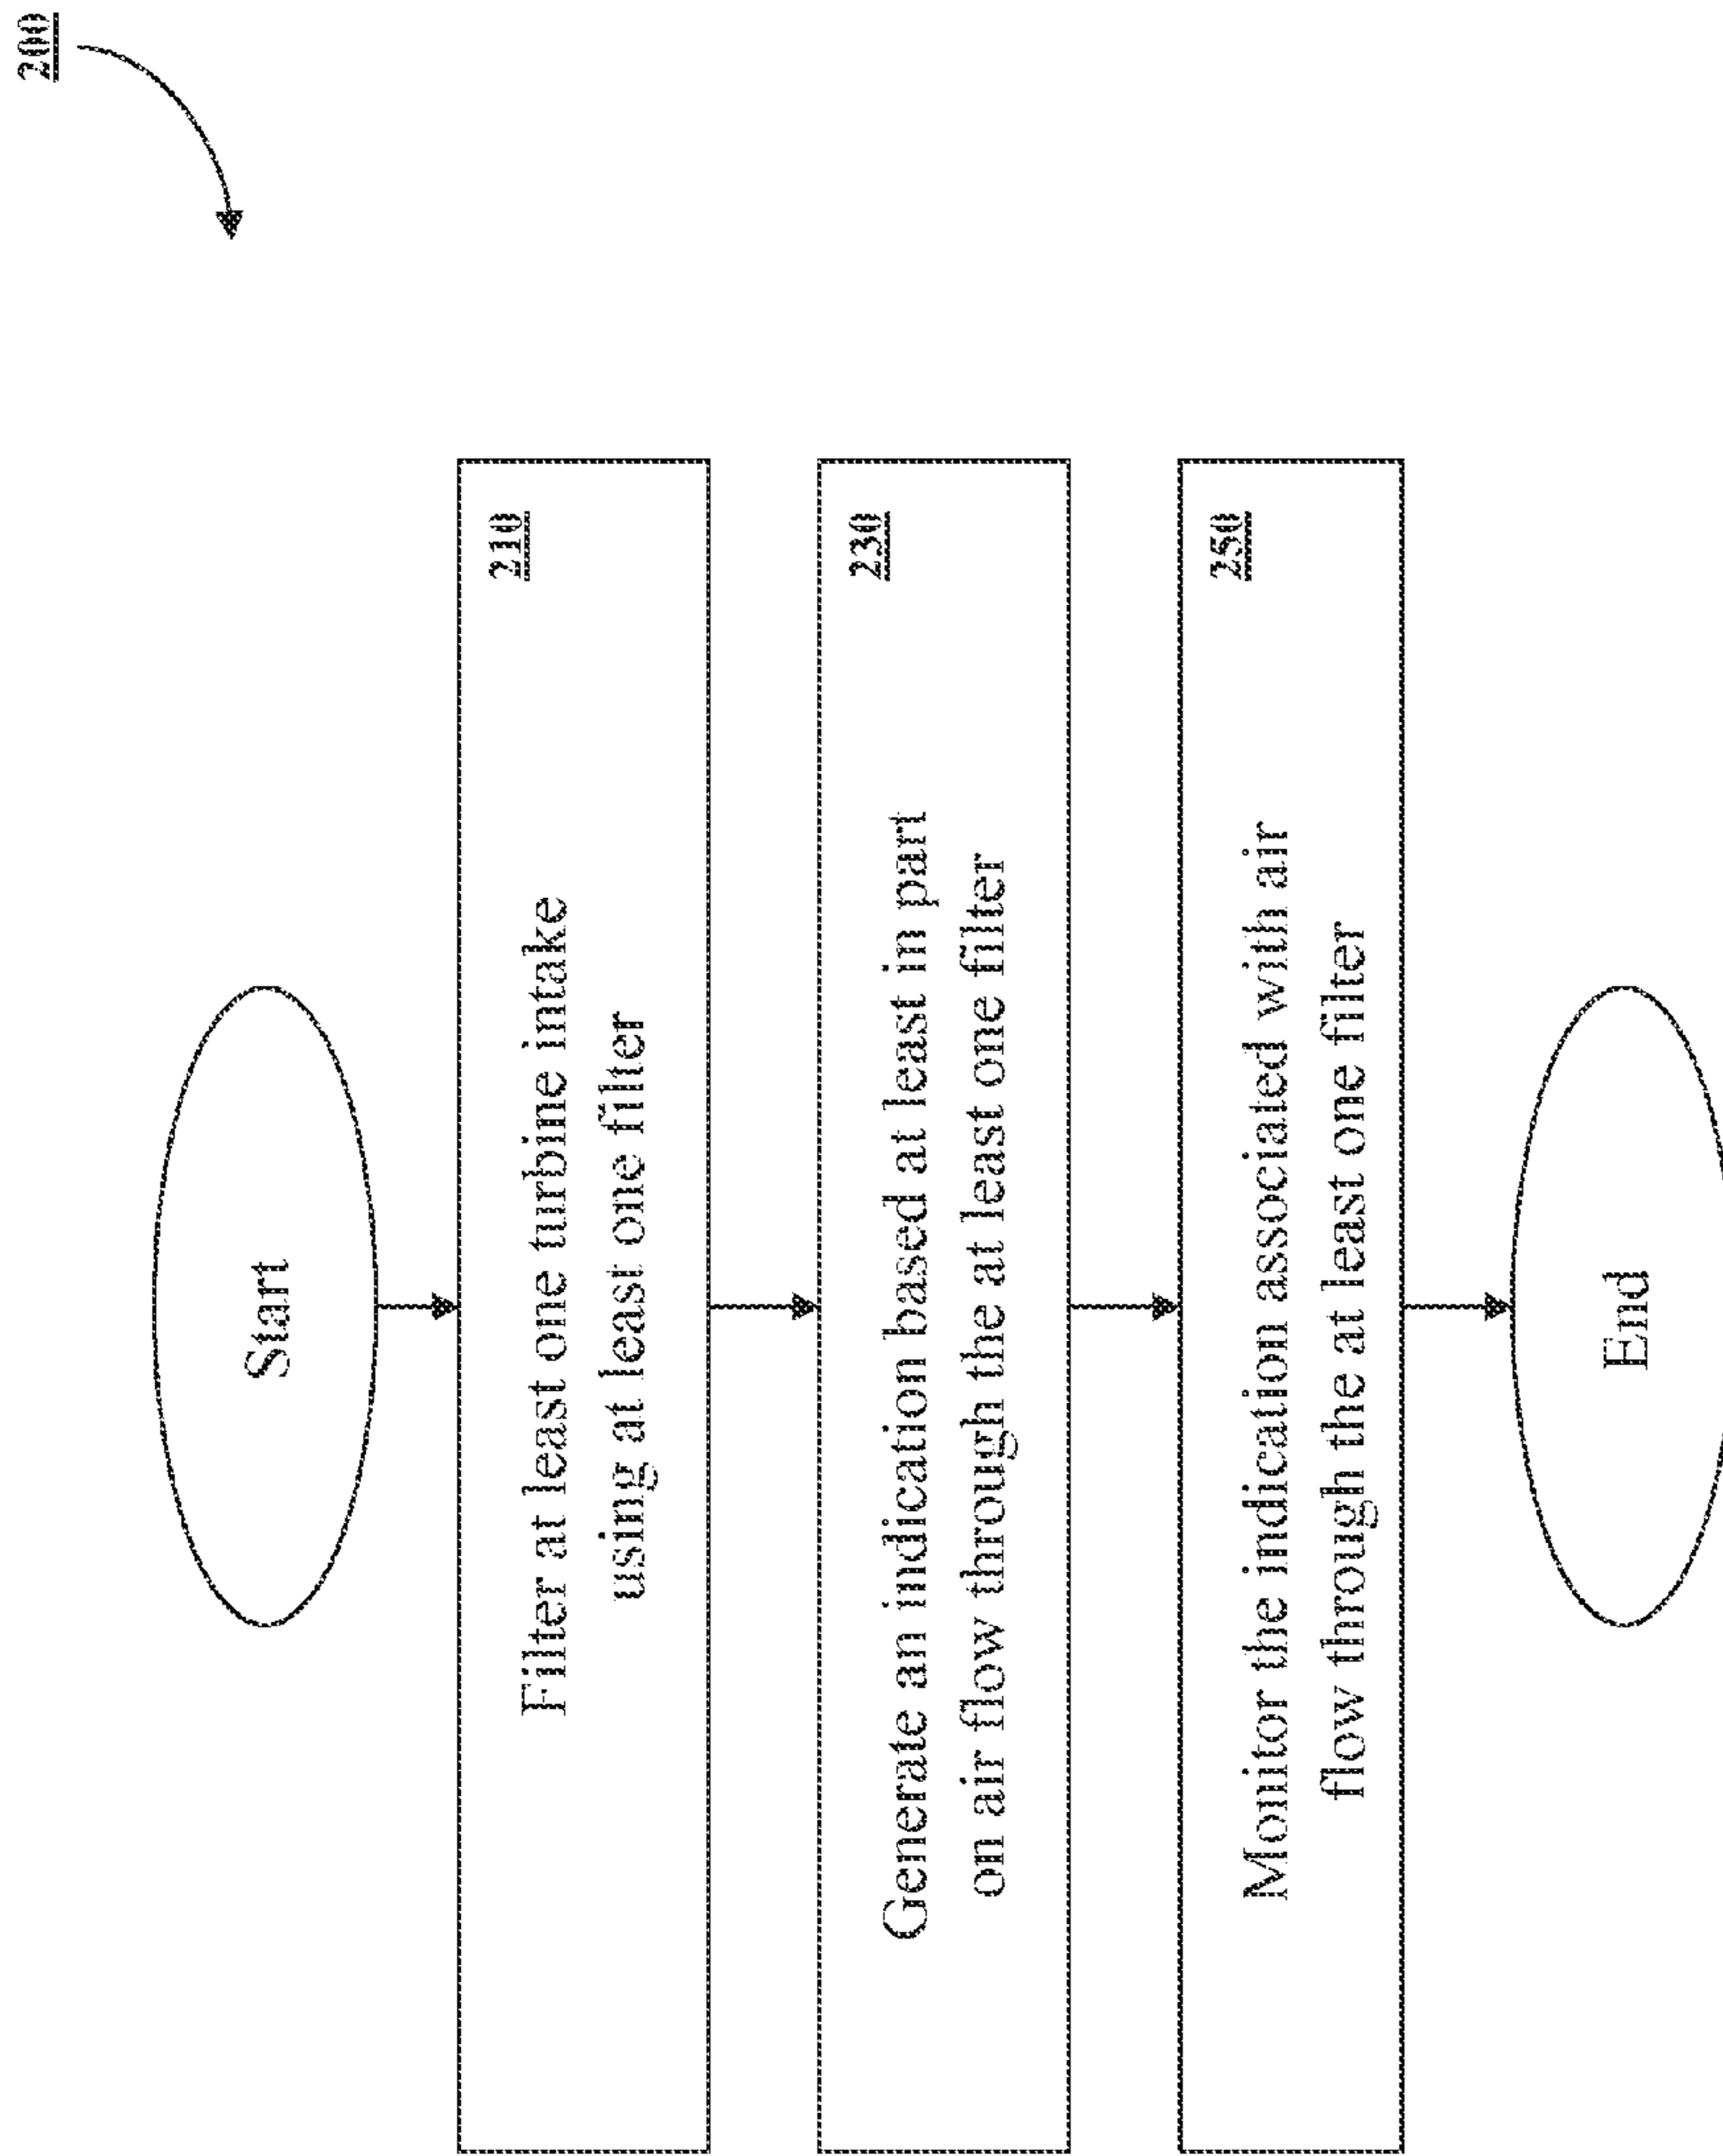 200
Start
210
Filter at least one turbine intake
using at least one filter
230
Generate an indication based at least in part
on air flow through the at least one filter
250
Monitor the indication associated with air
flow through the at least one filter
End